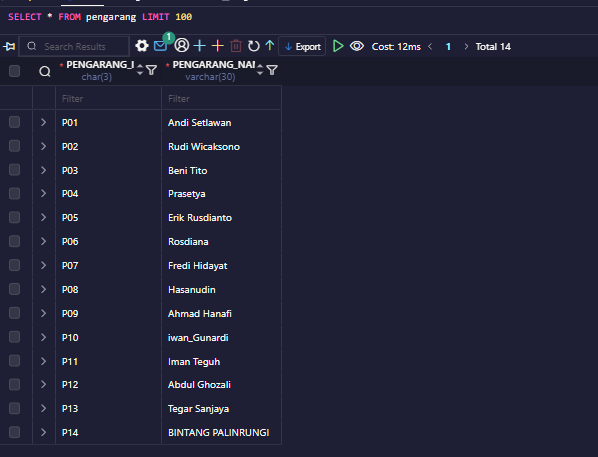 SELECT * FROM pengarang LIMIT 100
Search Results 1 Export Cost: 12ms 1 Total 14
* PENGARANG_I * PENGARANG_NAI
char(3) varchar(30)
Filter Filter
P01 Andi Setlawan
P02 Rudi Wicaksono
P03 Beni Tito
P04 Prasetya
P05 Erik Rusdianto
P06 Rosdiana
P07 Fredi Hidayat
P08 Hasanudin
P09 Ahmad Hanafi
P10 iwan_Gunardi
P11 Iman Teguh
P12 Abdul Ghozali
P13 Tegar Sanjaya
P14 BINTANG PALINRUNGI